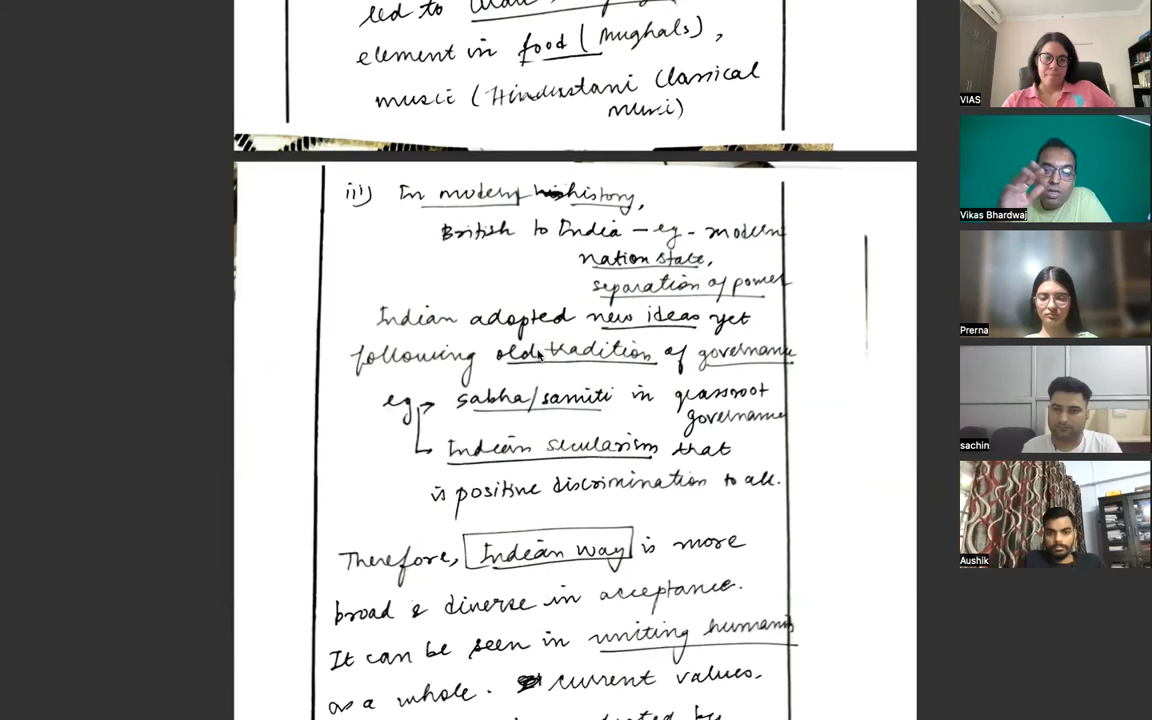 led to
element in food (Mughals),
music (Hindustani Classical
music)
iii) In modern history,
British to India - eg - modern
nation state,
separation of power
Indian adopted new ideas yet
following old tradition of governance
eg → sabha/samiti in grassroot
governance
Indian secularism that
is positive discrimination to all.
Therefore, Indian way is more
broad & diverse in acceptance.
It can be seen in uniting humans
as a whole. current values.
by
VIAS
Vikas Bhardwaj
Prerna
sachin
Aushik